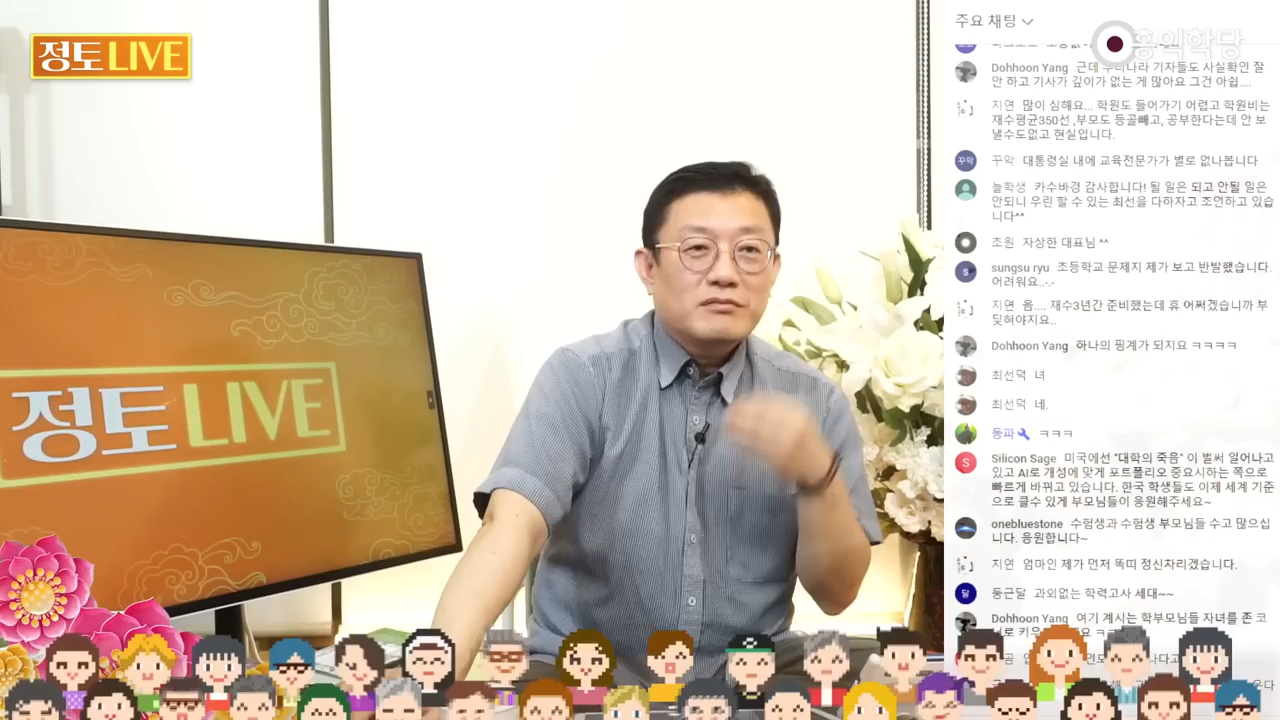 정토 LIVE
정토 LIVE
주요 채팅
홍익학당
Dohhoon Yang 근데 우리나라 기자들도 사실확인 잘
안 하고 기사가 깊이가 없는 게 많아요 그건 아쉽....
지연 많이 심해요... 학원도 들어가기 어렵고 학원비는
재수평균350선 ,부모도 등골빼고, 공부한다는데 안 보
낼수도없고 현실입니다.
꾸악 꾸악 대통령실 내에 교육전문가가 별로 없나봅니다
늘학생 카수바경 감사합니다! 될 일은 되고 안될 일은
안되니 우린 할 수 있는 최선을 다하자고 조언하고 있습
니다^^
초원 자상한 대표님 ^^
S sungsu ryu 초등학교 문제지 제가 보고 반발했습니다.
어려워요..-.-
지연 음.... 재수3년간 준비했는데 휴 어쩌겠습니까 부
딪혀야지요..
Dohhoon Yang 하나의 핑계가 되지요 ㅋㅋㅋㅋ
최선덕 녀
최선덕 네.
동파 ㅋㅋㅋ
S Silicon Sage 미국에선 "대학의 죽음" 이 벌써 일어나고
있고 AI로 개성에 맞게 포트폴리오 중요시하는 쪽으로
빠르게 바뀌고 있습니다. 한국 학생들도 이제 세계 기준
으로 클수 있게 부모님들이 응원해주세요~
onebluestone 수험생과 수험생 부모님들 수고 많으십
니다. 응원합니다~
지연 엄마인 제가 먼저 똑띠 정신차리겠습니다.
달 둥근달 과외없는 학력고사 세대~~
Dohhoon Yang 여기 계시는 학부모님들 자녀를 존 코